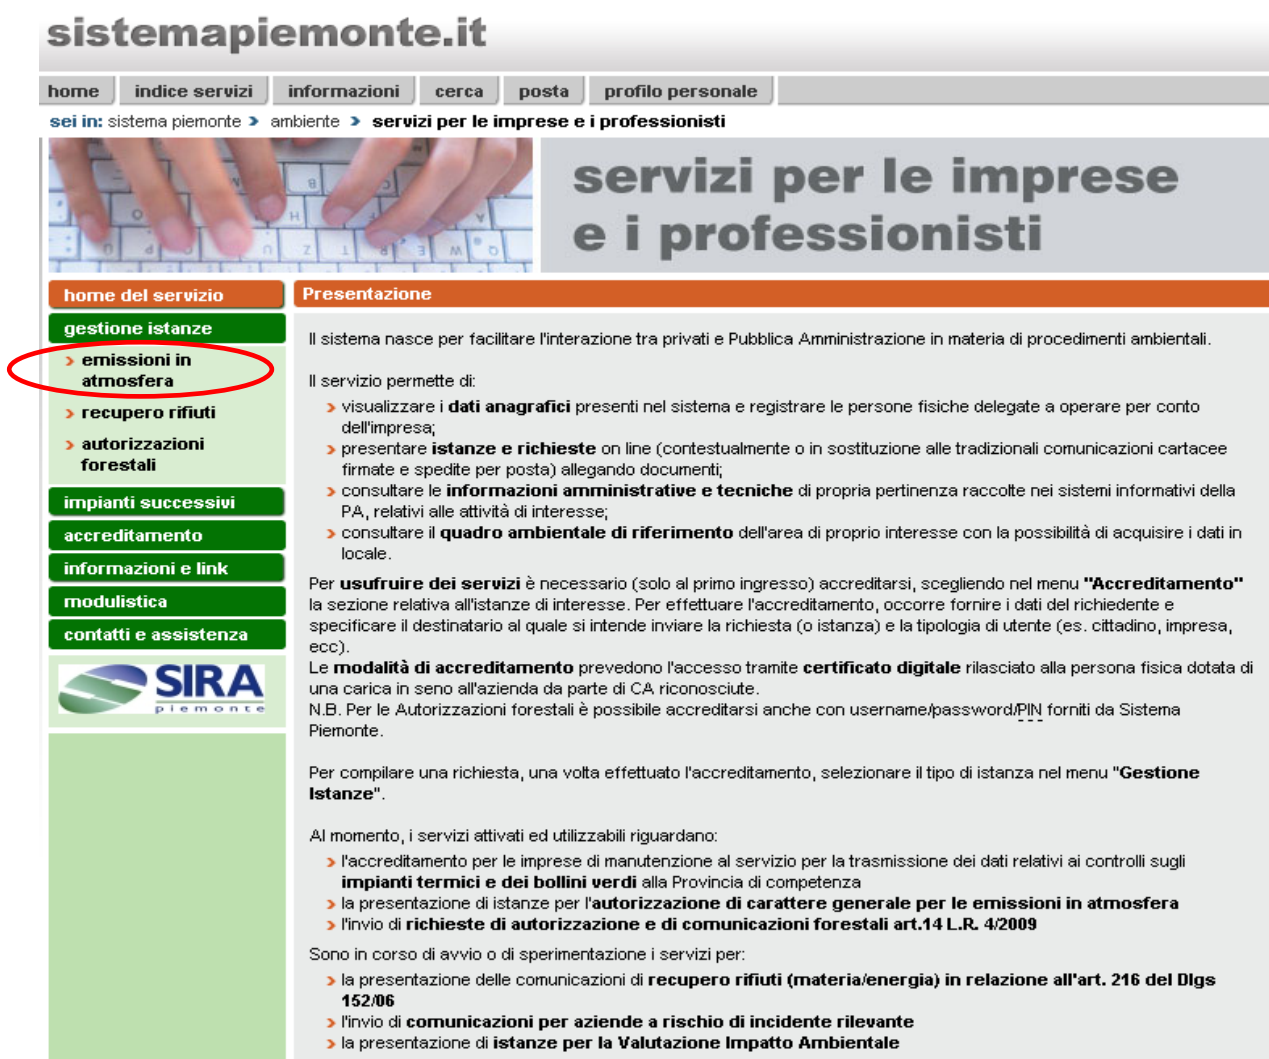 sistemapiemonte.it
home indice servizi informazioni cerca posta profilo personale
sei in: sistema piemonte > ambiente > servizi per le imprese e i professionisti
servizi per le imprese
e i professionisti
home del servizio
gestione istanze
emissioni in
atmosfera
recupero rifiuti
autorizzazioni
forestali
impianti successivi
accreditamento
informazioni e link
modulistica
contatti e assistenza
SIRA
piemonte
Presentazione
Il sistema nasce per facilitare l'interazione tra privati e Pubblica Amministrazione in materia di procedimenti ambientali.
Il servizio permette di:
visualizzare i dati anagrafici presenti nel sistema e registrare le persone fisiche delegate a operare per conto
dell'impresa;
presentare istanze e richieste on line (contestualmente o in sostituzione alle tradizionali comunicazioni cartacee
firmate e spedite per posta) allegando documenti;
consultare le informazioni amministrative e tecniche di propria pertinenza raccolte nei sistemi informativi della
PA, relativi alle attività di interesse;
consultare il quadro ambientale di riferimento dell'area di proprio interesse con la possibilità di acquisire i dati in
locale.
Per usufruire dei servizi è necessario (solo al primo ingresso) accreditarsi, scegliendo nel menu "Accreditamento"
la sezione relativa all'istanze di interesse. Per effettuare l'accreditamento, occorre fornire i dati del richiedente e
specificare il destinatario al quale si intende inviare la richiesta (o istanza) e la tipologia di utente (es. cittadino, impresa,
ecc).
Le modalità di accreditamento prevedono l'accesso tramite certificato digitale rilasciato alla persona fisica dotata di
una carica in seno all'azienda da parte di CA riconosciute.
N.B. Per le Autorizzazioni forestali è possibile accreditarsi anche con username/password/PIN forniti da Sistema
Piemonte.
Per compilare una richiesta, una volta effettuato l'accreditamento, selezionare il tipo di istanza nel menu "Gestione
Istanze".
Al momento, i servizi attivati ed utilizzabili riguardano:
l'accreditamento per le imprese di manutenzione al servizio per la trasmissione dei dati relativi ai controlli sugli
impianti termici e dei bollini verdi alla Provincia di competenza
la presentazione di istanze per l'autorizzazione di carattere generale per le emissioni in atmosfera
l'invio di richieste di autorizzazione e di comunicazioni forestali art.14 L.R. 4/2009
Sono in corso di avvio o di sperimentazione i servizi per:
la presentazione delle comunicazioni di recupero rifiuti (materia/energia) in relazione all'art. 216 del Dlgs
152/06
l'invio di comunicazioni per aziende a rischio di incidente rilevante
la presentazione di istanze per la Valutazione Impatto Ambientale